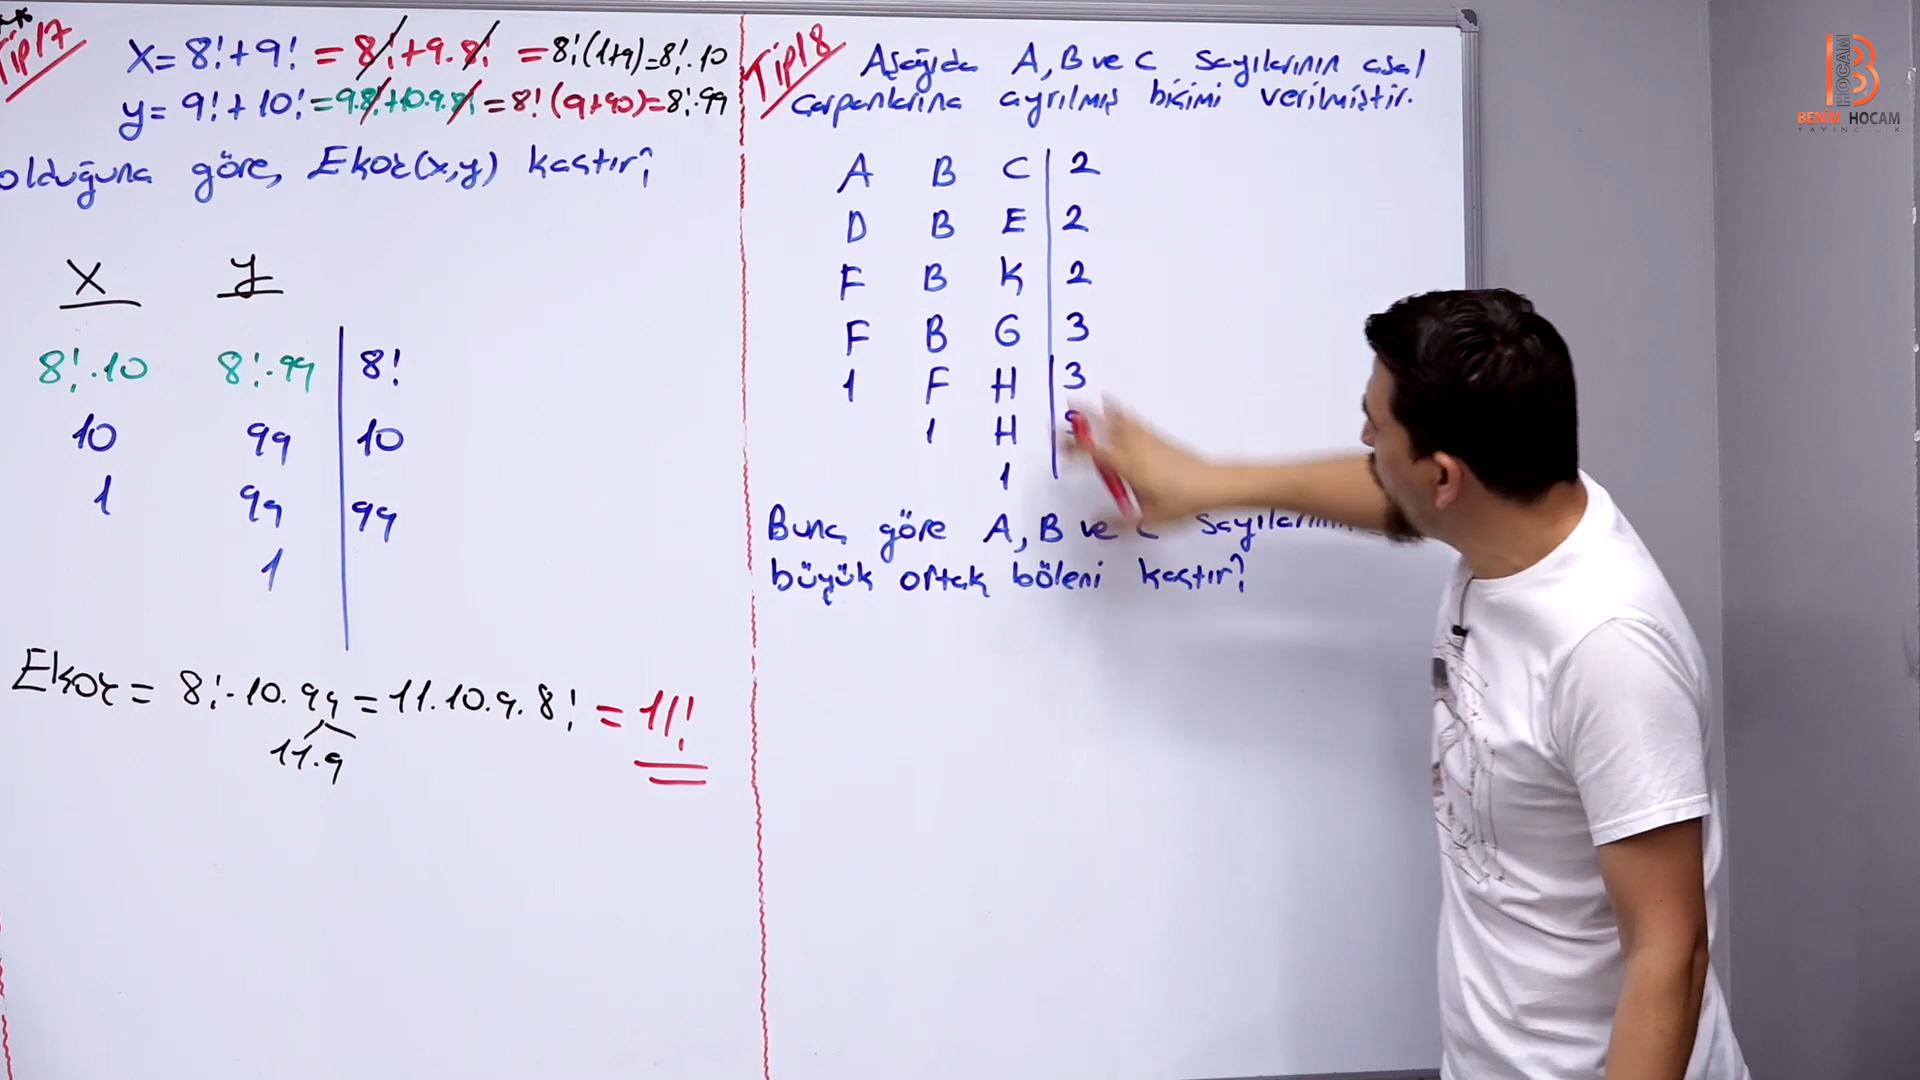 Tip17
x= 8!+9! = 8!+9.8! =8!(1+9)=8!.10
y= 9!+10! =9.8!+10.9.8! =8!(9+90)=8!.99
olduğuna göre, Ekok(x,y) kaçtır?
x y
8!.10 8!.99 8!
10 99 10
1 99 99
1
Ekok= 8!.10.99 =11.10.9.8! = 11!
11.9
Tip18 Aşağıda A, B ve C sayılarının asal
çarpanlarına ayrılmış biçimi verilmiştir.
A B C 2
D B E 2
F B K 2
F B G 3
1 F H 3
1 H
1
Buna göre A, B ve C
büyük ortak böleni kaçtır?
B HOCAM
BENİM HOCAM
YAYINCILIK